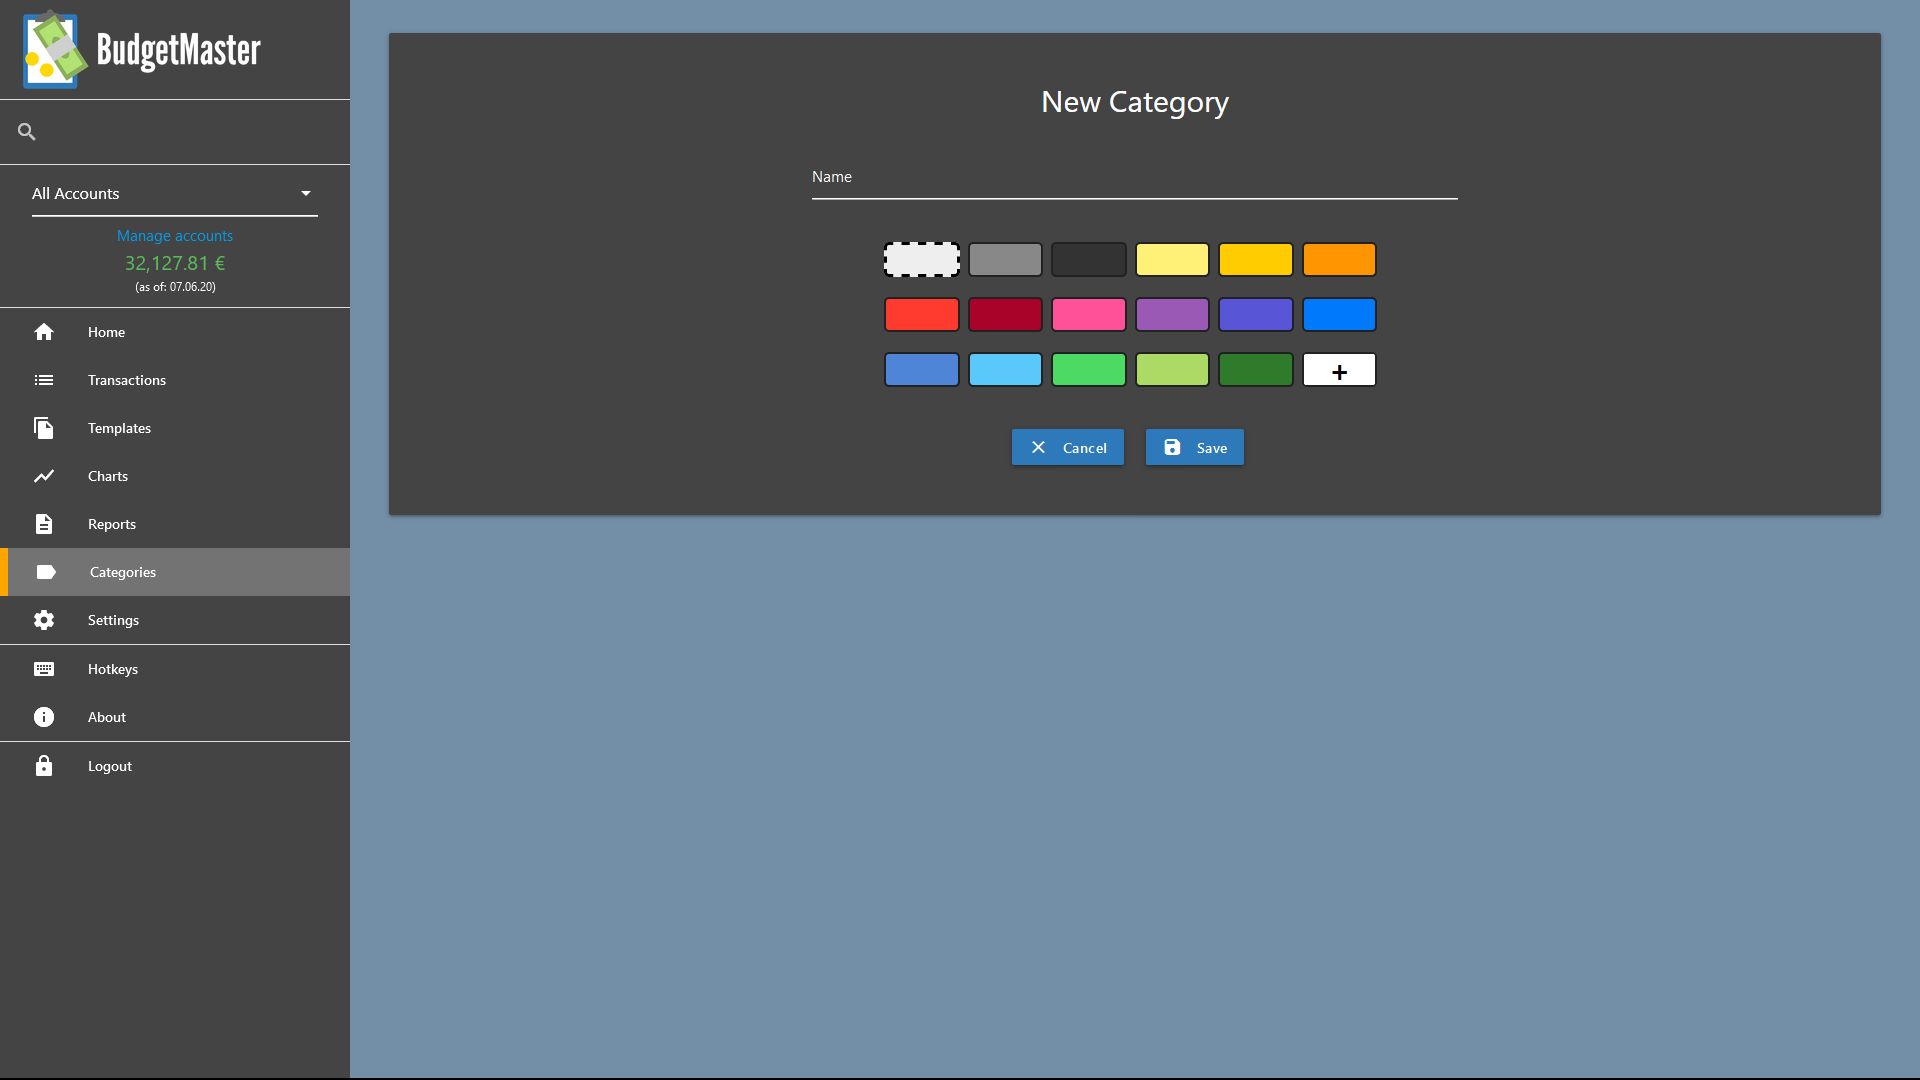 BudgetMaster
All Accounts
Manage accounts
32,127.81 €
(as of: 07.06.20)
Home
Transactions
Templates
Charts
Reports
Categories
Settings
Hotkeys
About
Logout
New Category
Name
+
Cancel
Save